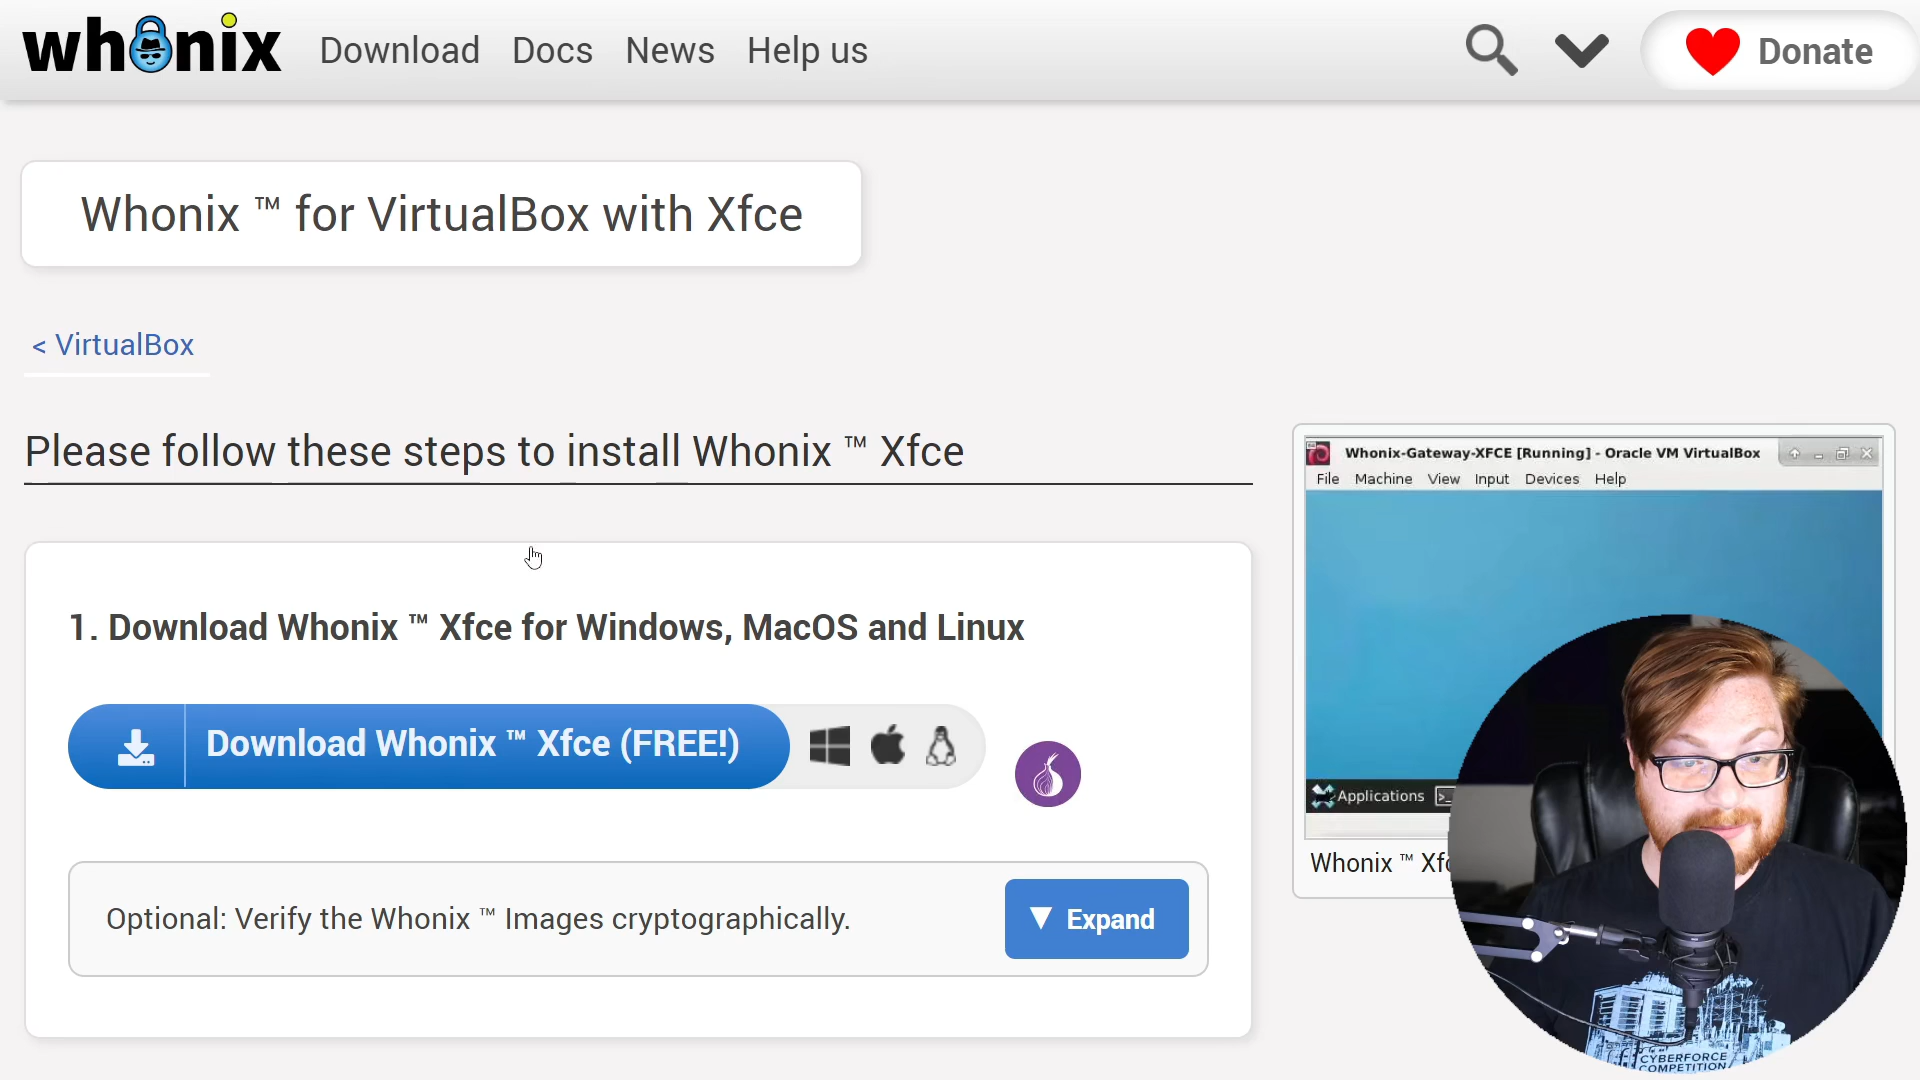 whonix
Download Docs News Help us
Donate
Whonix ™ for VirtualBox with Xfce
< VirtualBox
Please follow these steps to install Whonix ™ Xfce
Whonix-Gateway-XFCE [Running] - Oracle VM VirtualBox
File Machine View Input Devices Help
1. Download Whonix ™ Xfce for Windows, MacOS and Linux
Download Whonix ™ Xfce (FREE!)
Applications
Whonix ™
Optional: Verify the Whonix ™ Images cryptographically.
▼ Expand
CYBERFORCE
COMPETITION